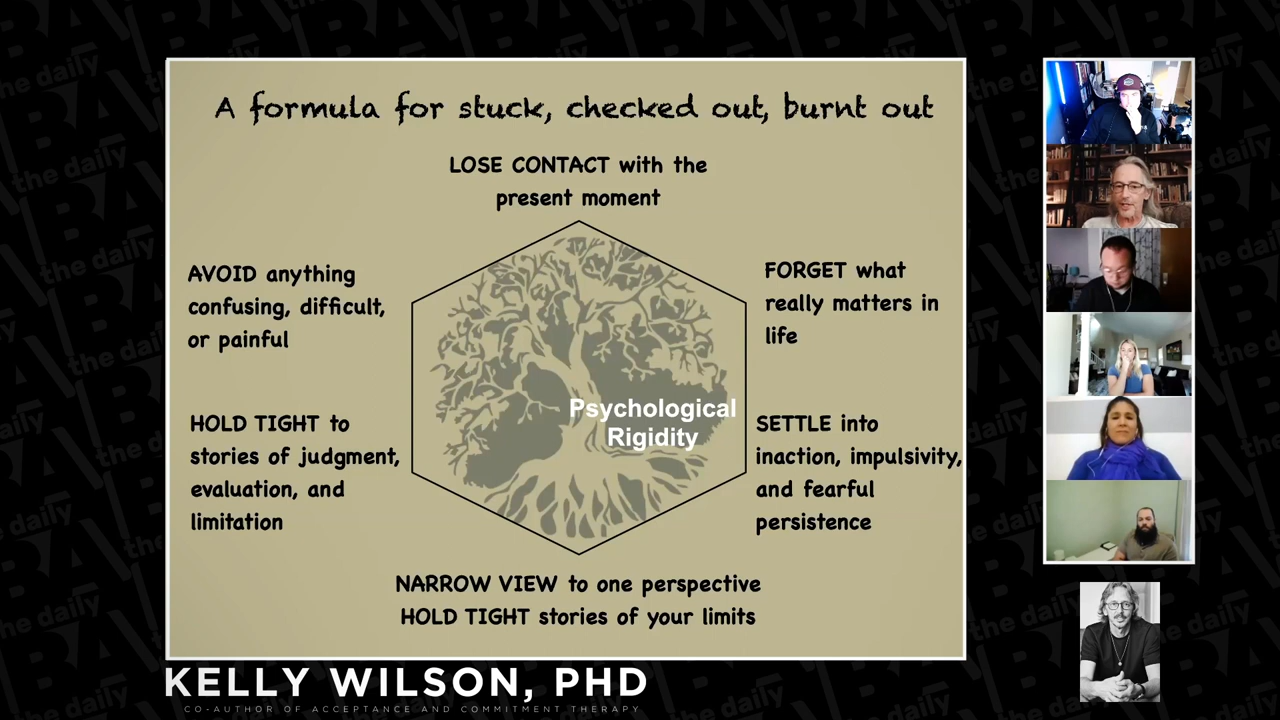 A formula for stuck, checked out, burnt out
LOSE CONTACT with the
present moment
AVOID anything
confusing, difficult,
or painful
FORGET what
really matters in
life
Psychological
Rigidity
HOLD TIGHT to
stories of judgment,
evaluation, and
limitation
SETTLE into
inaction, impulsivity,
and fearful
persistence
NARROW VIEW to one perspective
HOLD TIGHT stories of your limits
KELLY WILSON, PHD
CO-AUTHOR OF ACCEPTANCE AND COMMITMENT THERAPY
the daily
BA